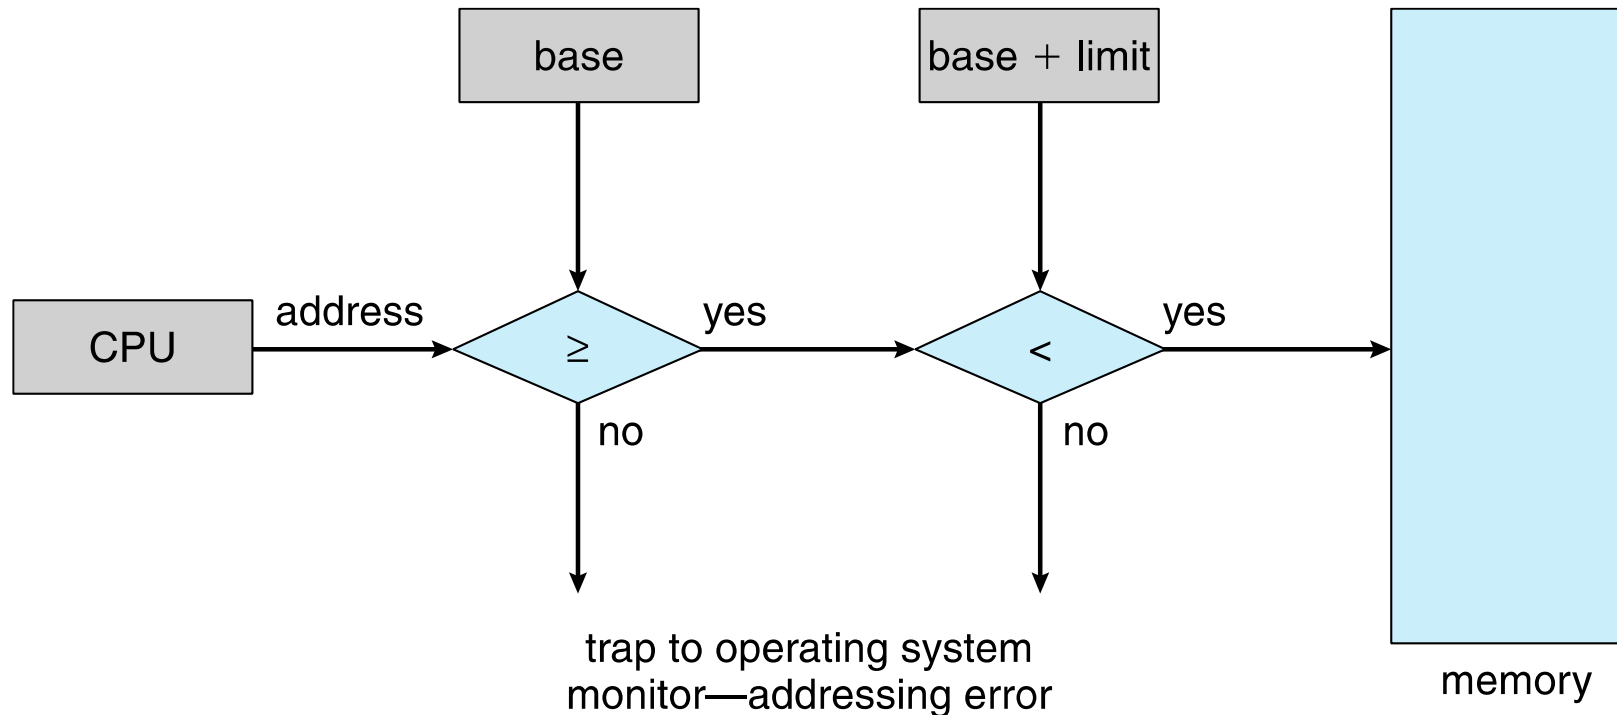 base
base + limit
CPU
address
≥
yes
<
yes
no
no
trap to operating system
monitor—addressing error
memory